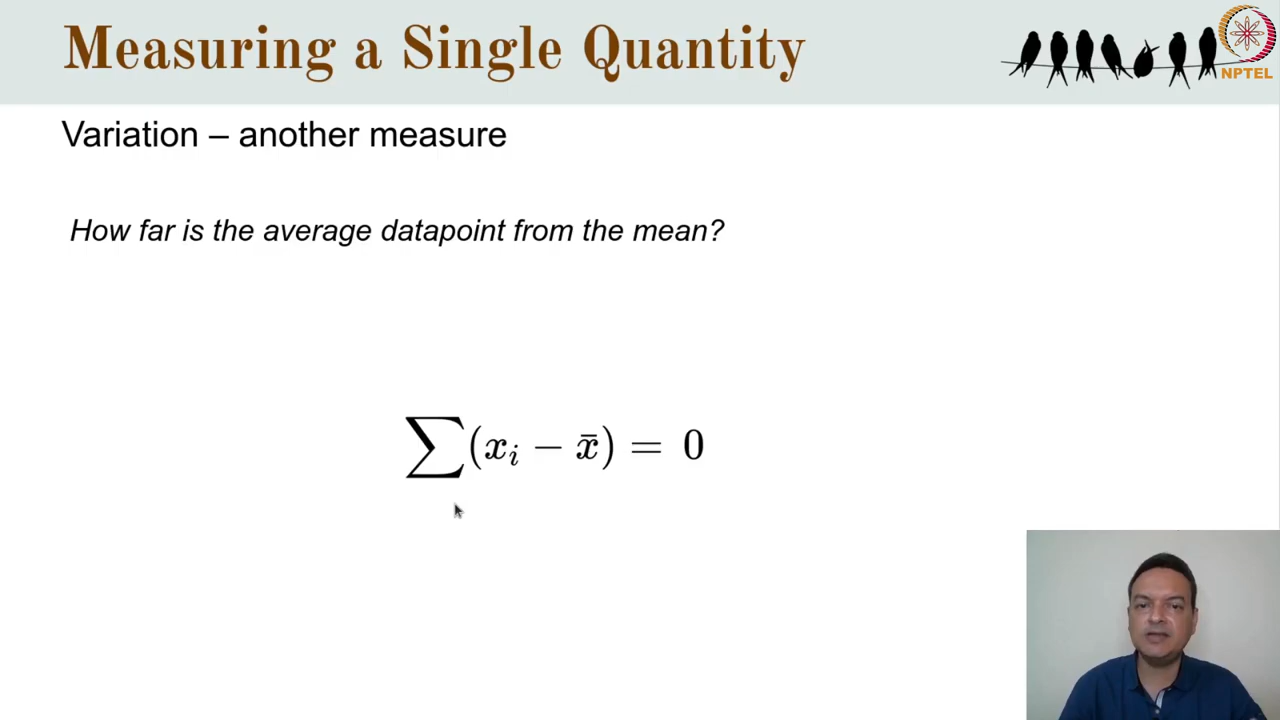 Measuring a Single Quantity
NPTEL
Variation – another measure
How far is the average datapoint from the mean?
∑(xᵢ − x̄) = 0